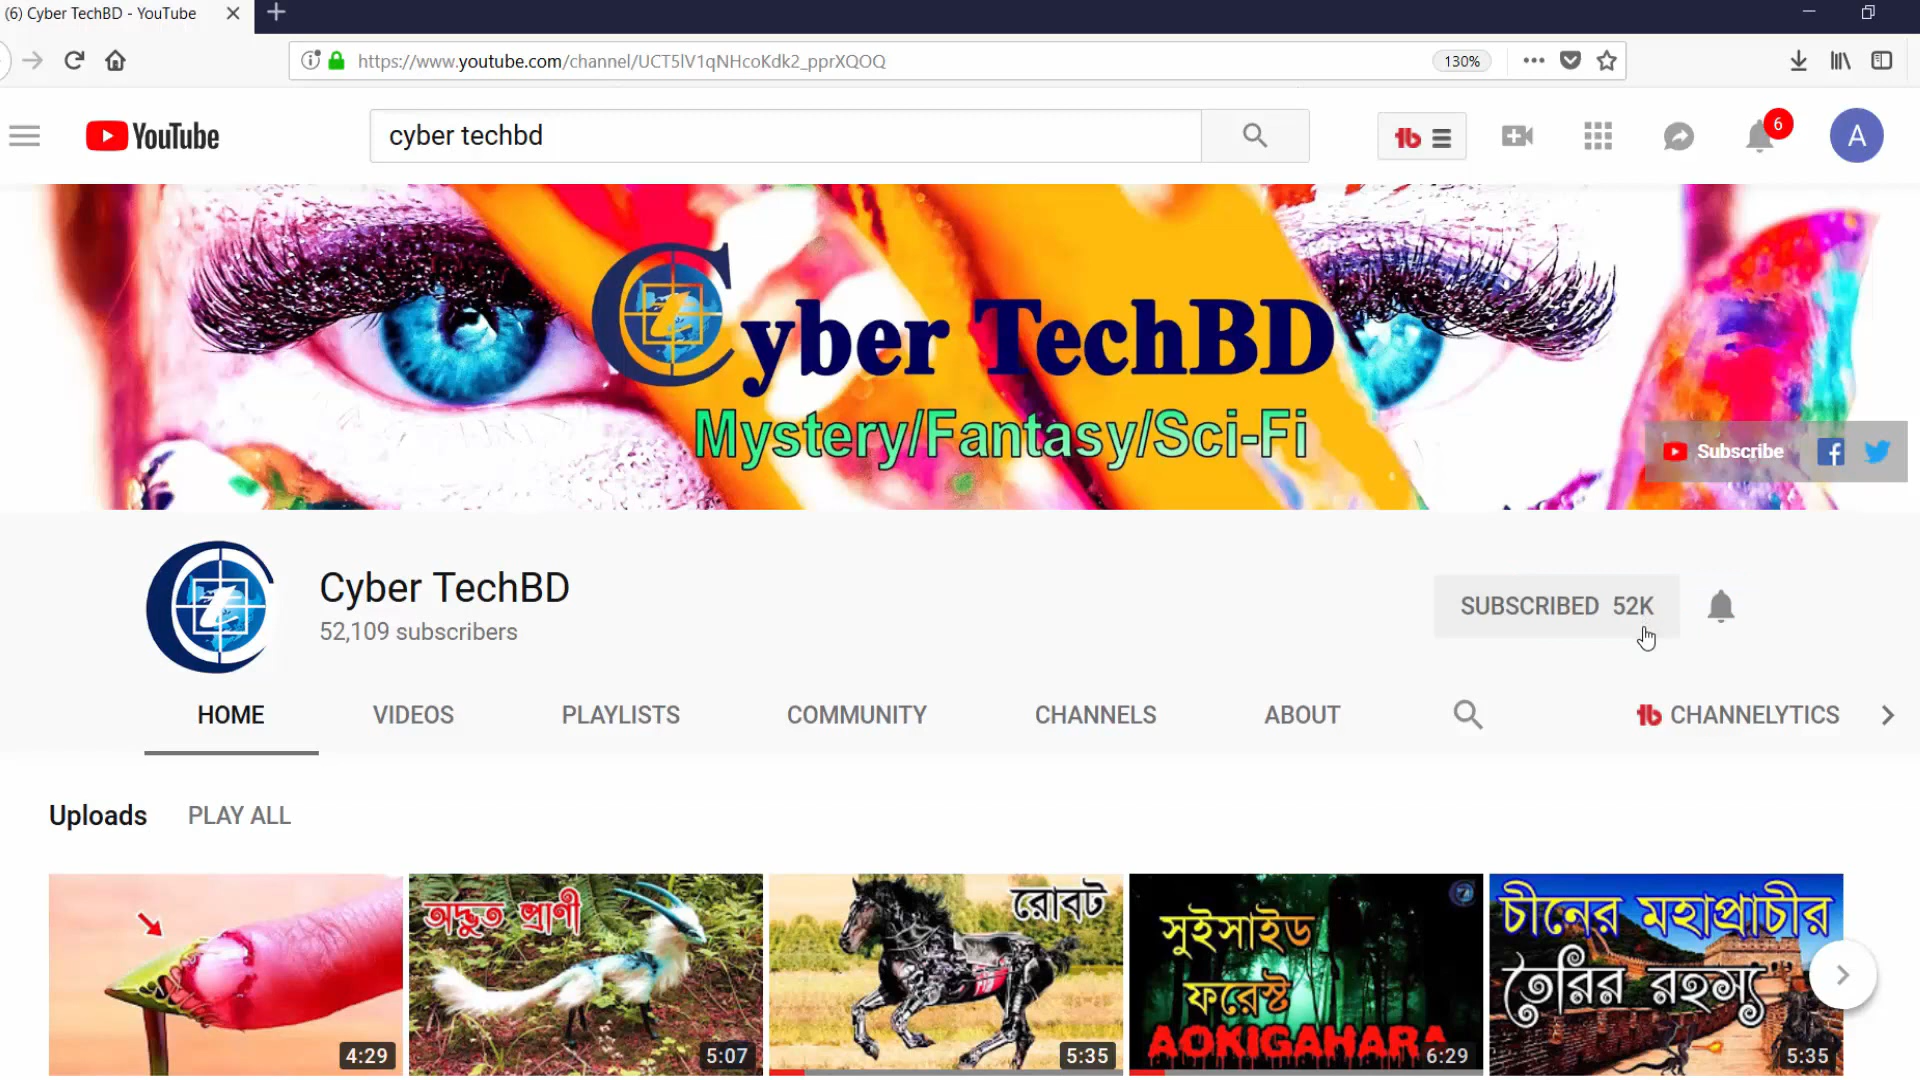 (6) Cyber TechBD - YouTube
https://www.youtube.com/channel/UCT5lV1qNHcoKdk2_pprXQOQ
130%
YouTube
cyber techbd
6
A
Cyber TechBD
Mystery/Fantasy/Sci-Fi
Subscribe
Cyber TechBD
52,109 subscribers
SUBSCRIBED 52K
HOME VIDEOS PLAYLISTS COMMUNITY CHANNELS ABOUT CHANNELYTICS
Uploads PLAY ALL
অদ্ভুত প্রাণী
রোবট
সুইসাইড
ফরেস্ট
AOKIGAHARA
চীনের মহাপ্রাচীর
তৈরির রহস্য
4:29
5:07
5:35
6:29
5:35